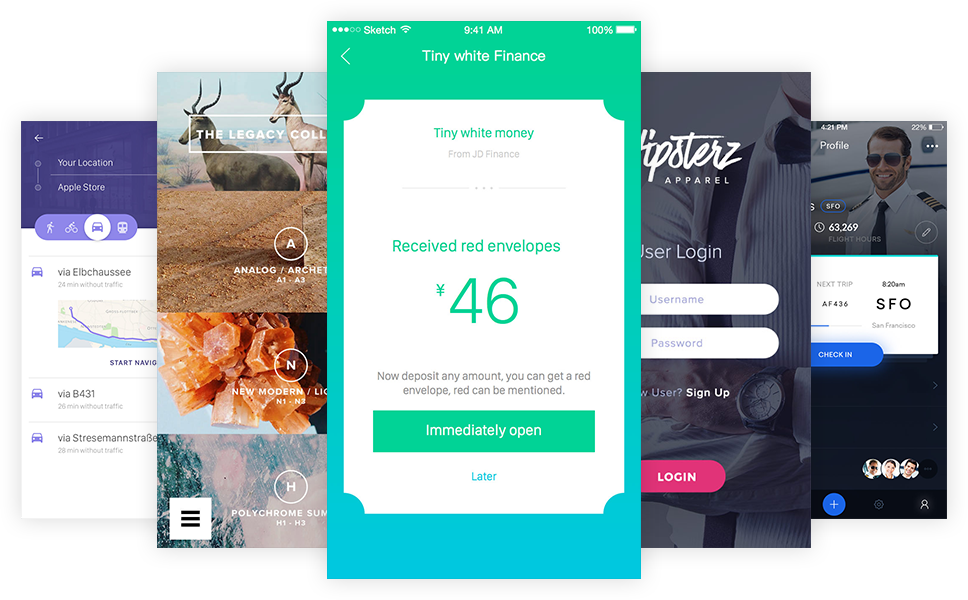 Your Location
Apple Store
via Elbchaussee
24 min without traffic
START NAVIG
via B431
26 min without traffic
via Stresemannstraße
28 min without traffic
THE LEGACY COLL
A
ANALOG / ARCHET
A1 - A3
N
NEW MODERN / LIG
N1 - N3
H
POLYCHROME SUM
H1 - H3
Sketch
9:41 AM
100%
Tiny white Finance
Tiny white money
From JD Finance
Received red envelopes
¥46
Now deposit any amount, you can get a red
envelope, red can be mentioned.
Immediately open
Later
Hipsterz
APPAREL
User Login
Username
Password
w User? Sign Up
LOGIN
4:21 PM
22%
Profile
S
SFO
63,269
FLIGHT HOURS
NEXT TRIP
8:20am
AF436
SFO
San Francisco
CHECK IN